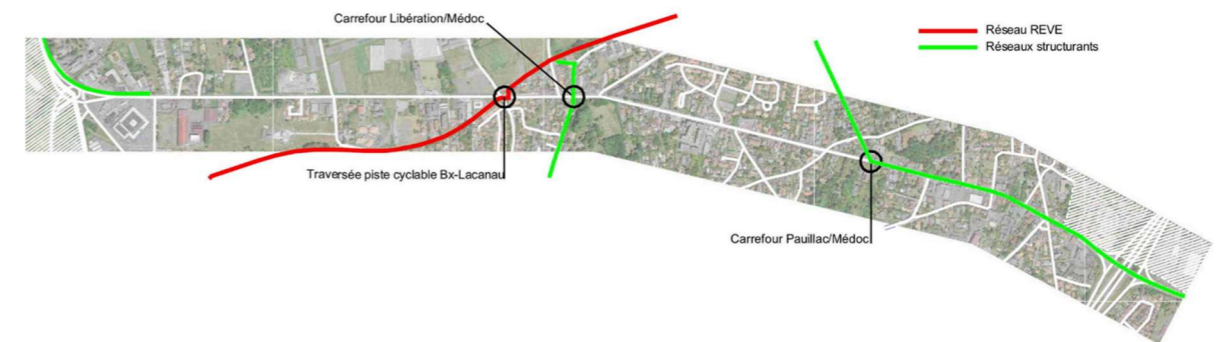 Carrefour Libération/Médoc
Réseau REVE
Réseaux structurants
Traversée piste cyclable Bx-Lacanau
Carrefour Pauillac/Médoc